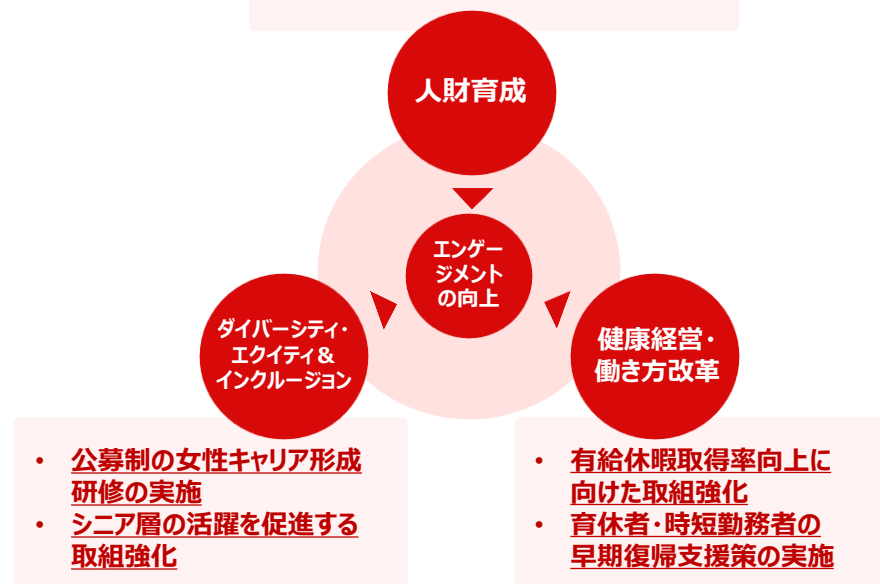 人財育成
エンゲー
ジメント
の向上
ダイバーシティ・
エクイティ＆
インクルージョン
健康経営・
働き方改革
• 公募制の女性キャリア形成
研修の実施
• シニア層の活躍を促進する
取組強化
• 有給休暇取得率向上に
向けた取組強化
• 育休者・時短勤務者の
早期復帰支援策の実施